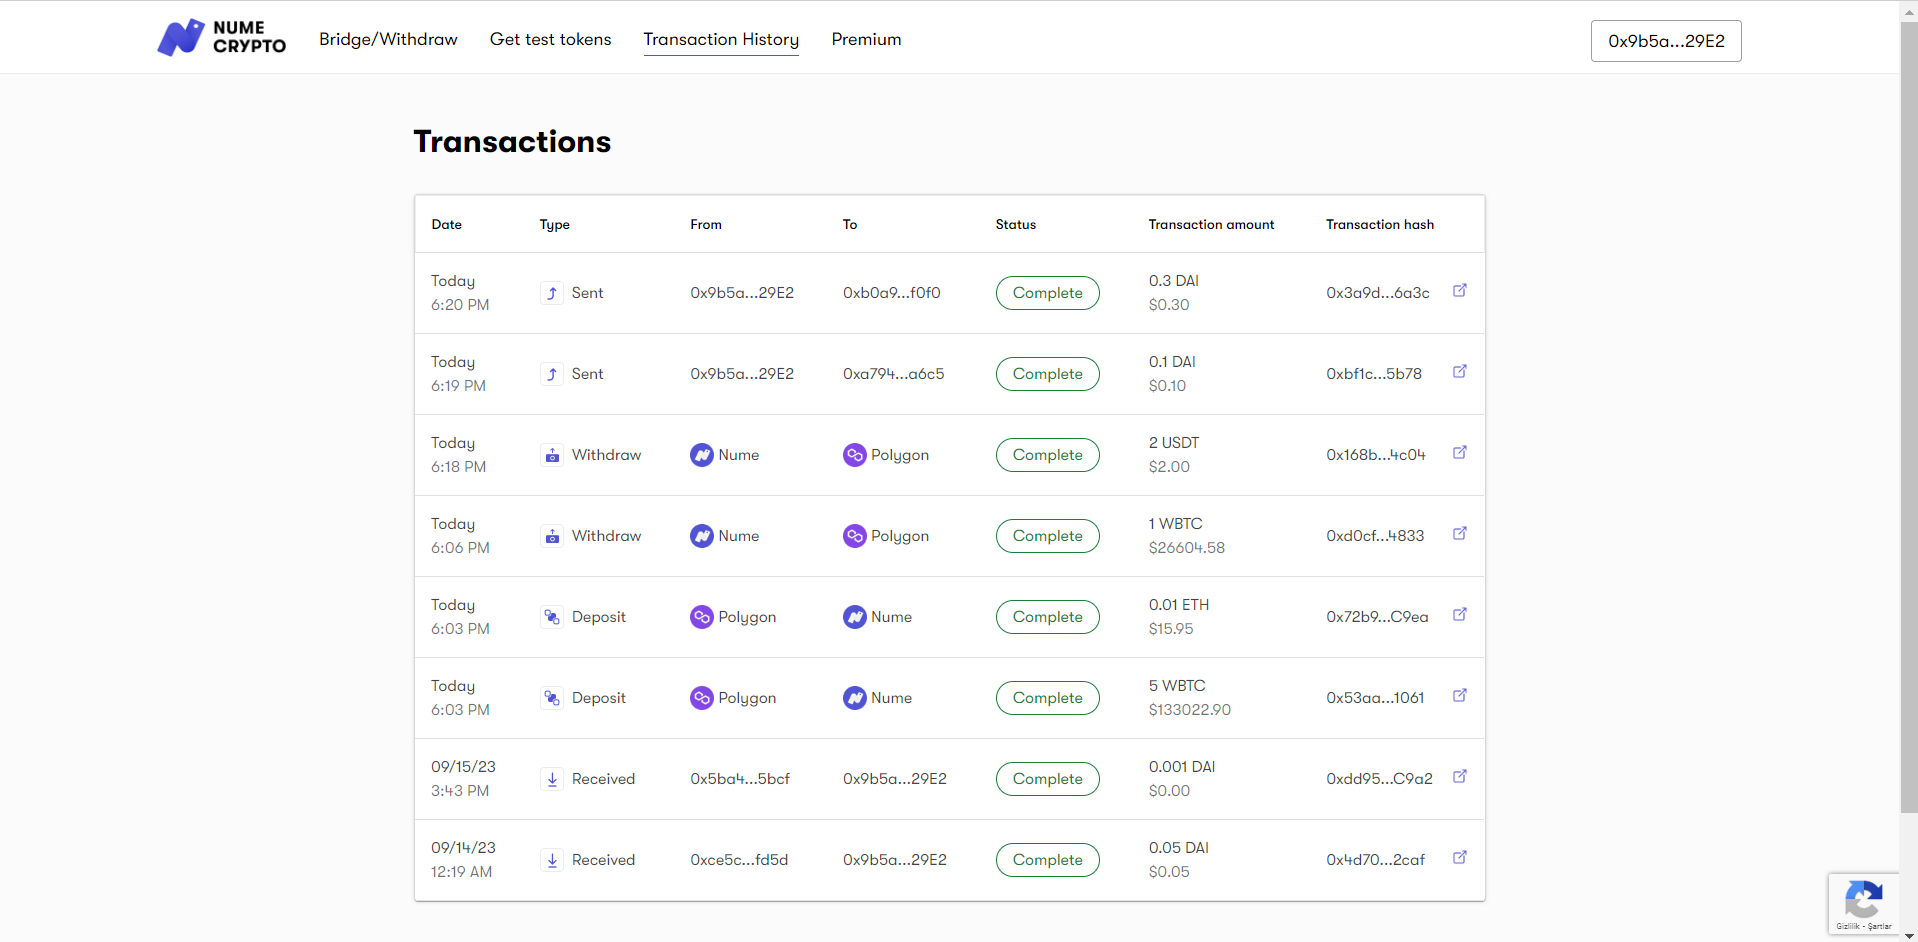 NUME CRYPTO
Bridge/Withdraw Get test tokens Transaction History Premium 0x9b5a...29E2
Transactions
Date Type From To Status Transaction amount Transaction hash
Today Sent 0x9b5a...29E2 0xb0a9...f0f0 Complete 0.3 DAI 0x3a9d...6a3c
6:20 PM $0.30
Today Sent 0x9b5a...29E2 0xa794...a6c5 Complete 0.1 DAI 0xbf1c...5b78
6:19 PM $0.10
Today Withdraw Nume Polygon Complete 2 USDT 0x168b...4c04
6:18 PM $2.00
Today Withdraw Nume Polygon Complete 1 WBTC 0xd0cf...4833
6:06 PM $26604.58
Today Deposit Polygon Nume Complete 0.01 ETH 0x72b9...C9ea
6:03 PM $15.95
Today Deposit Polygon Nume Complete 5 WBTC 0x53aa...1061
6:03 PM $133022.90
09/15/23 Received 0x5ba4...5bcf 0x9b5a...29E2 Complete 0.001 DAI 0xdd95...C9a2
3:43 PM $0.00
09/14/23 Received 0xce5c...fd5d 0x9b5a...29E2 Complete 0.05 DAI 0x4d70...2caf
12:19 AM $0.05
Gizlilik - Şartlar